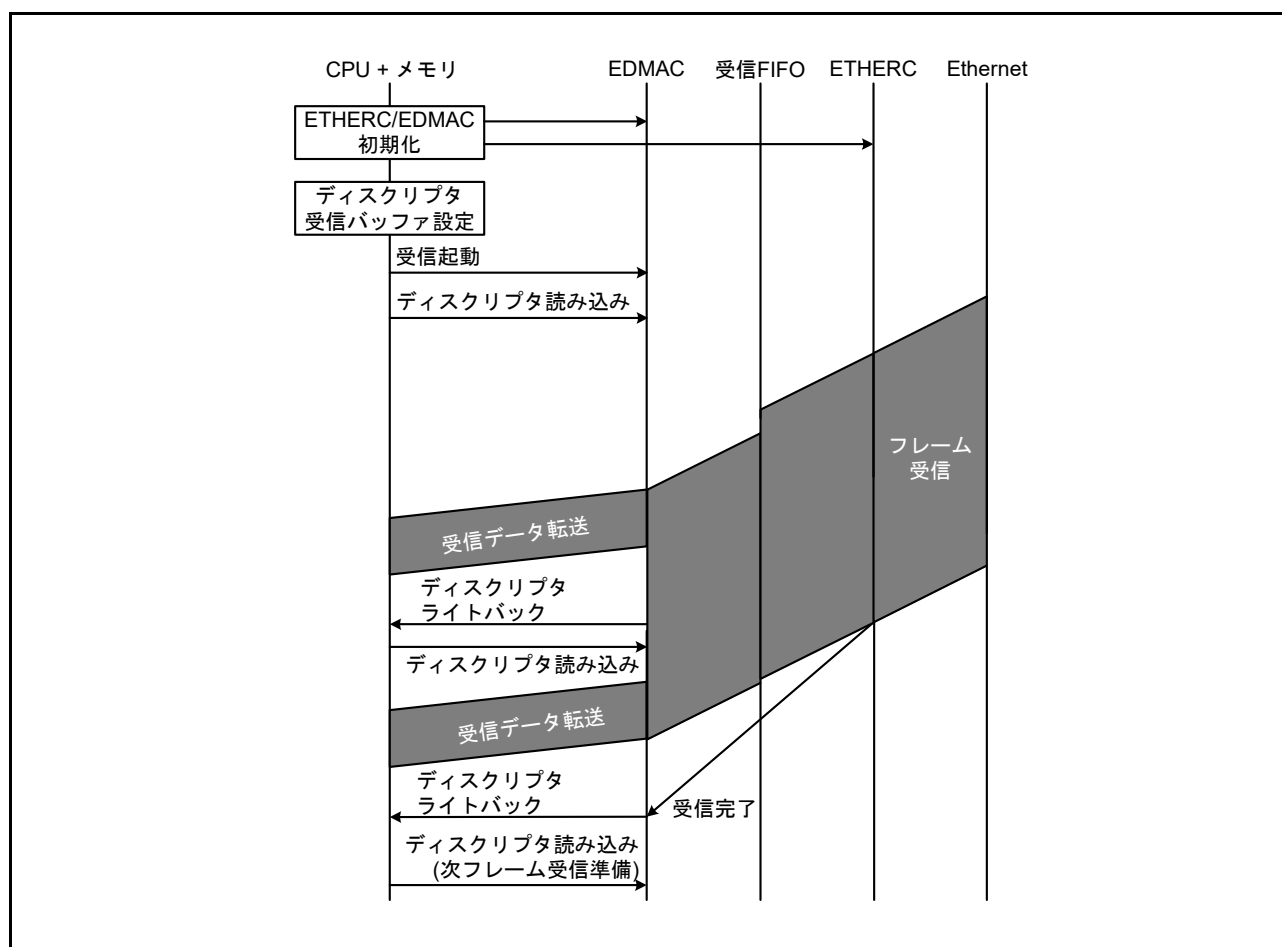 CPU + メモリ
EDMAC
受信FIFO
ETHERC
Ethernet
ETHERC/EDMAC
初期化
ディスクリプタ
受信バッファ設定
受信起動
ディスクリプタ読み込み
フレーム
受信
受信データ転送
ディスクリプタ
ライトバック
ディスクリプタ読み込み
受信データ転送
ディスクリプタ
ライトバック
受信完了
ディスクリプタ読み込み
(次フレーム受信準備)